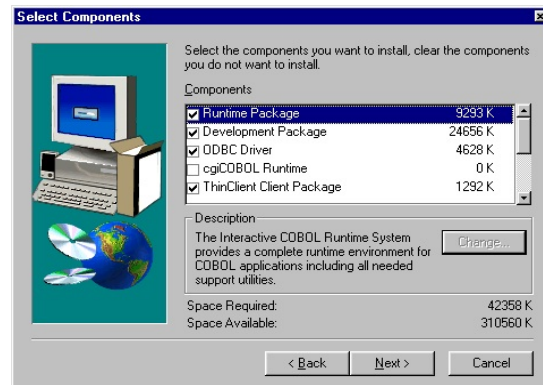 Select Components
Select the components you want to install, clear the components
you do not want to install.
Components
Runtime Package 9293 K
Development Package 24656 K
ODBC Driver 4628 K
cgiCOBOL Runtime 0 K
ThinClient Client Package 1292 K
Description
The Interactive COBOL Runtime System
provides a complete runtime environment for
COBOL applications including all needed
support utilities.
Change...
Space Required: 42358 K
Space Available: 310560 K
< Back
Next >
Cancel